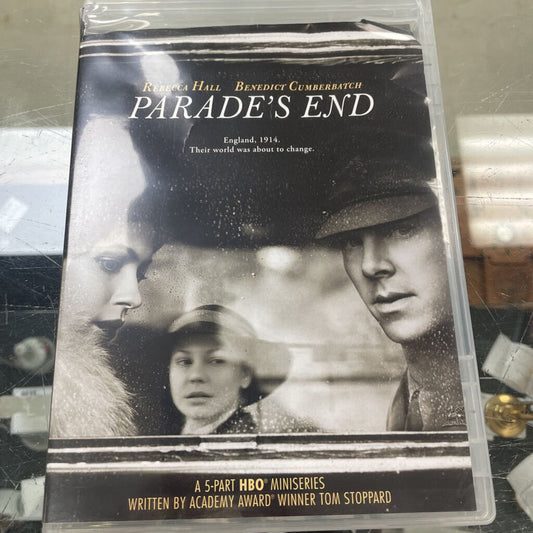 REBECCA HALL BENEDICT CUMBERBATCH
PARADE'S END
England, 1914.
Their world was about to change.
A 5-PART HBO® MINISERIES
WRITTEN BY ACADEMY AWARD® WINNER TOM STOPPARD